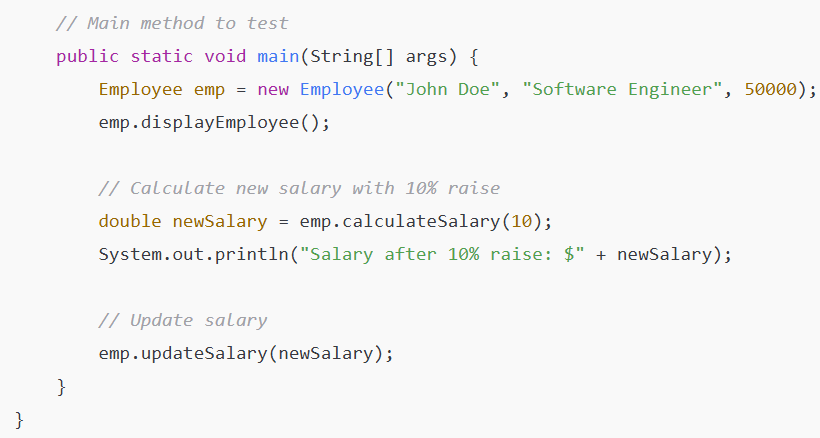 // Main method to test
public static void main(String[] args) {
Employee emp = new Employee("John Doe", "Software Engineer", 50000);
emp.displayEmployee();
// Calculate new salary with 10% raise
double newSalary = emp.calculateSalary(10);
System.out.println("Salary after 10% raise: $" + newSalary);
// Update salary
emp.updateSalary(newSalary);
}
}